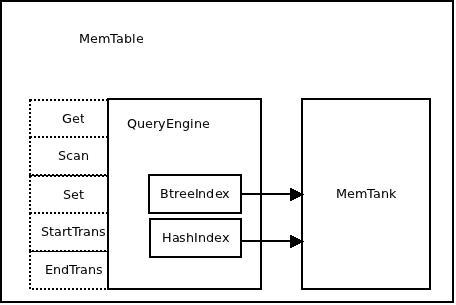 MemTable
Get
Scan
Set
StartTrans
EndTrans
QueryEngine
BtreeIndex
HashIndex
MemTank